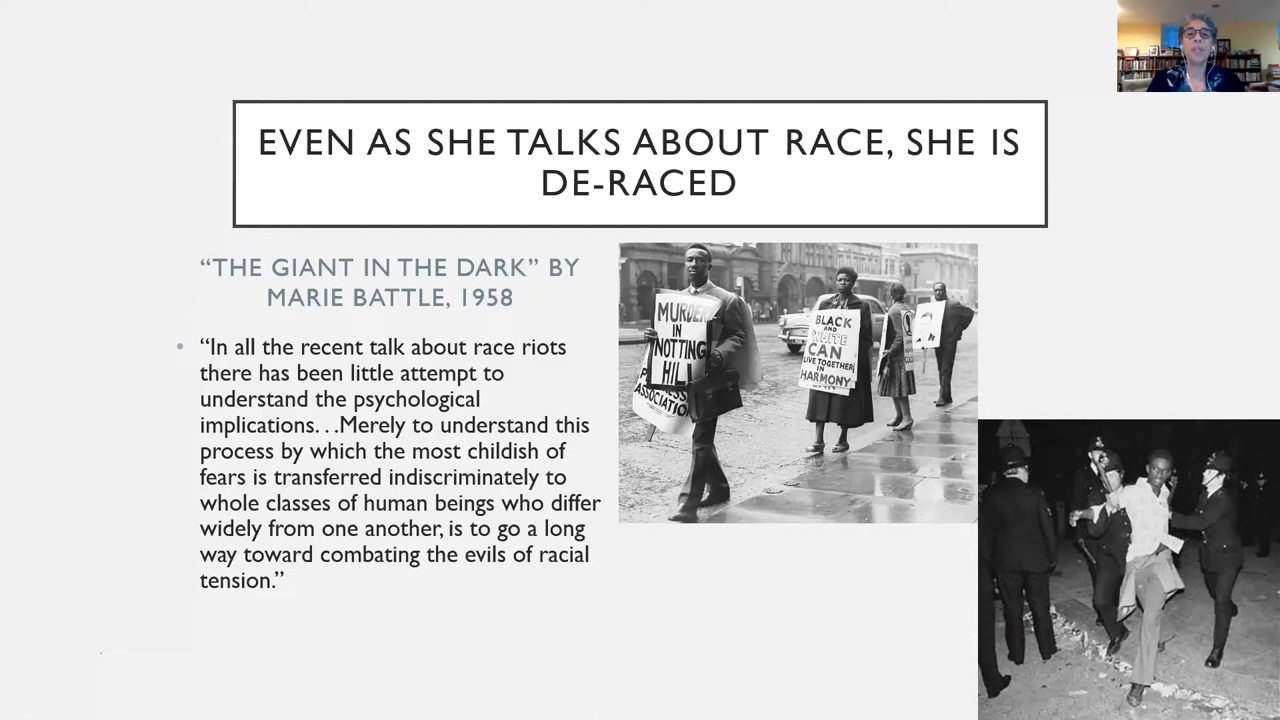 EVEN AS SHE TALKS ABOUT RACE, SHE IS
DE-RACED
“THE GIANT IN THE DARK” BY
MARIE BATTLE, 1958
• “In all the recent talk about race riots
there has been little attempt to
understand the psychological
implications. . .Merely to understand this
process by which the most childish of
fears is transferred indiscriminately to
whole classes of human beings who differ
widely from one another, is to go a long
way toward combating the evils of racial
tension.”
MURDER
IN
NOTTING
HILL
ASSOCIATION
BLACK
AND
WHITE
CAN
LIVE TOGETHER
IN
HARMONY